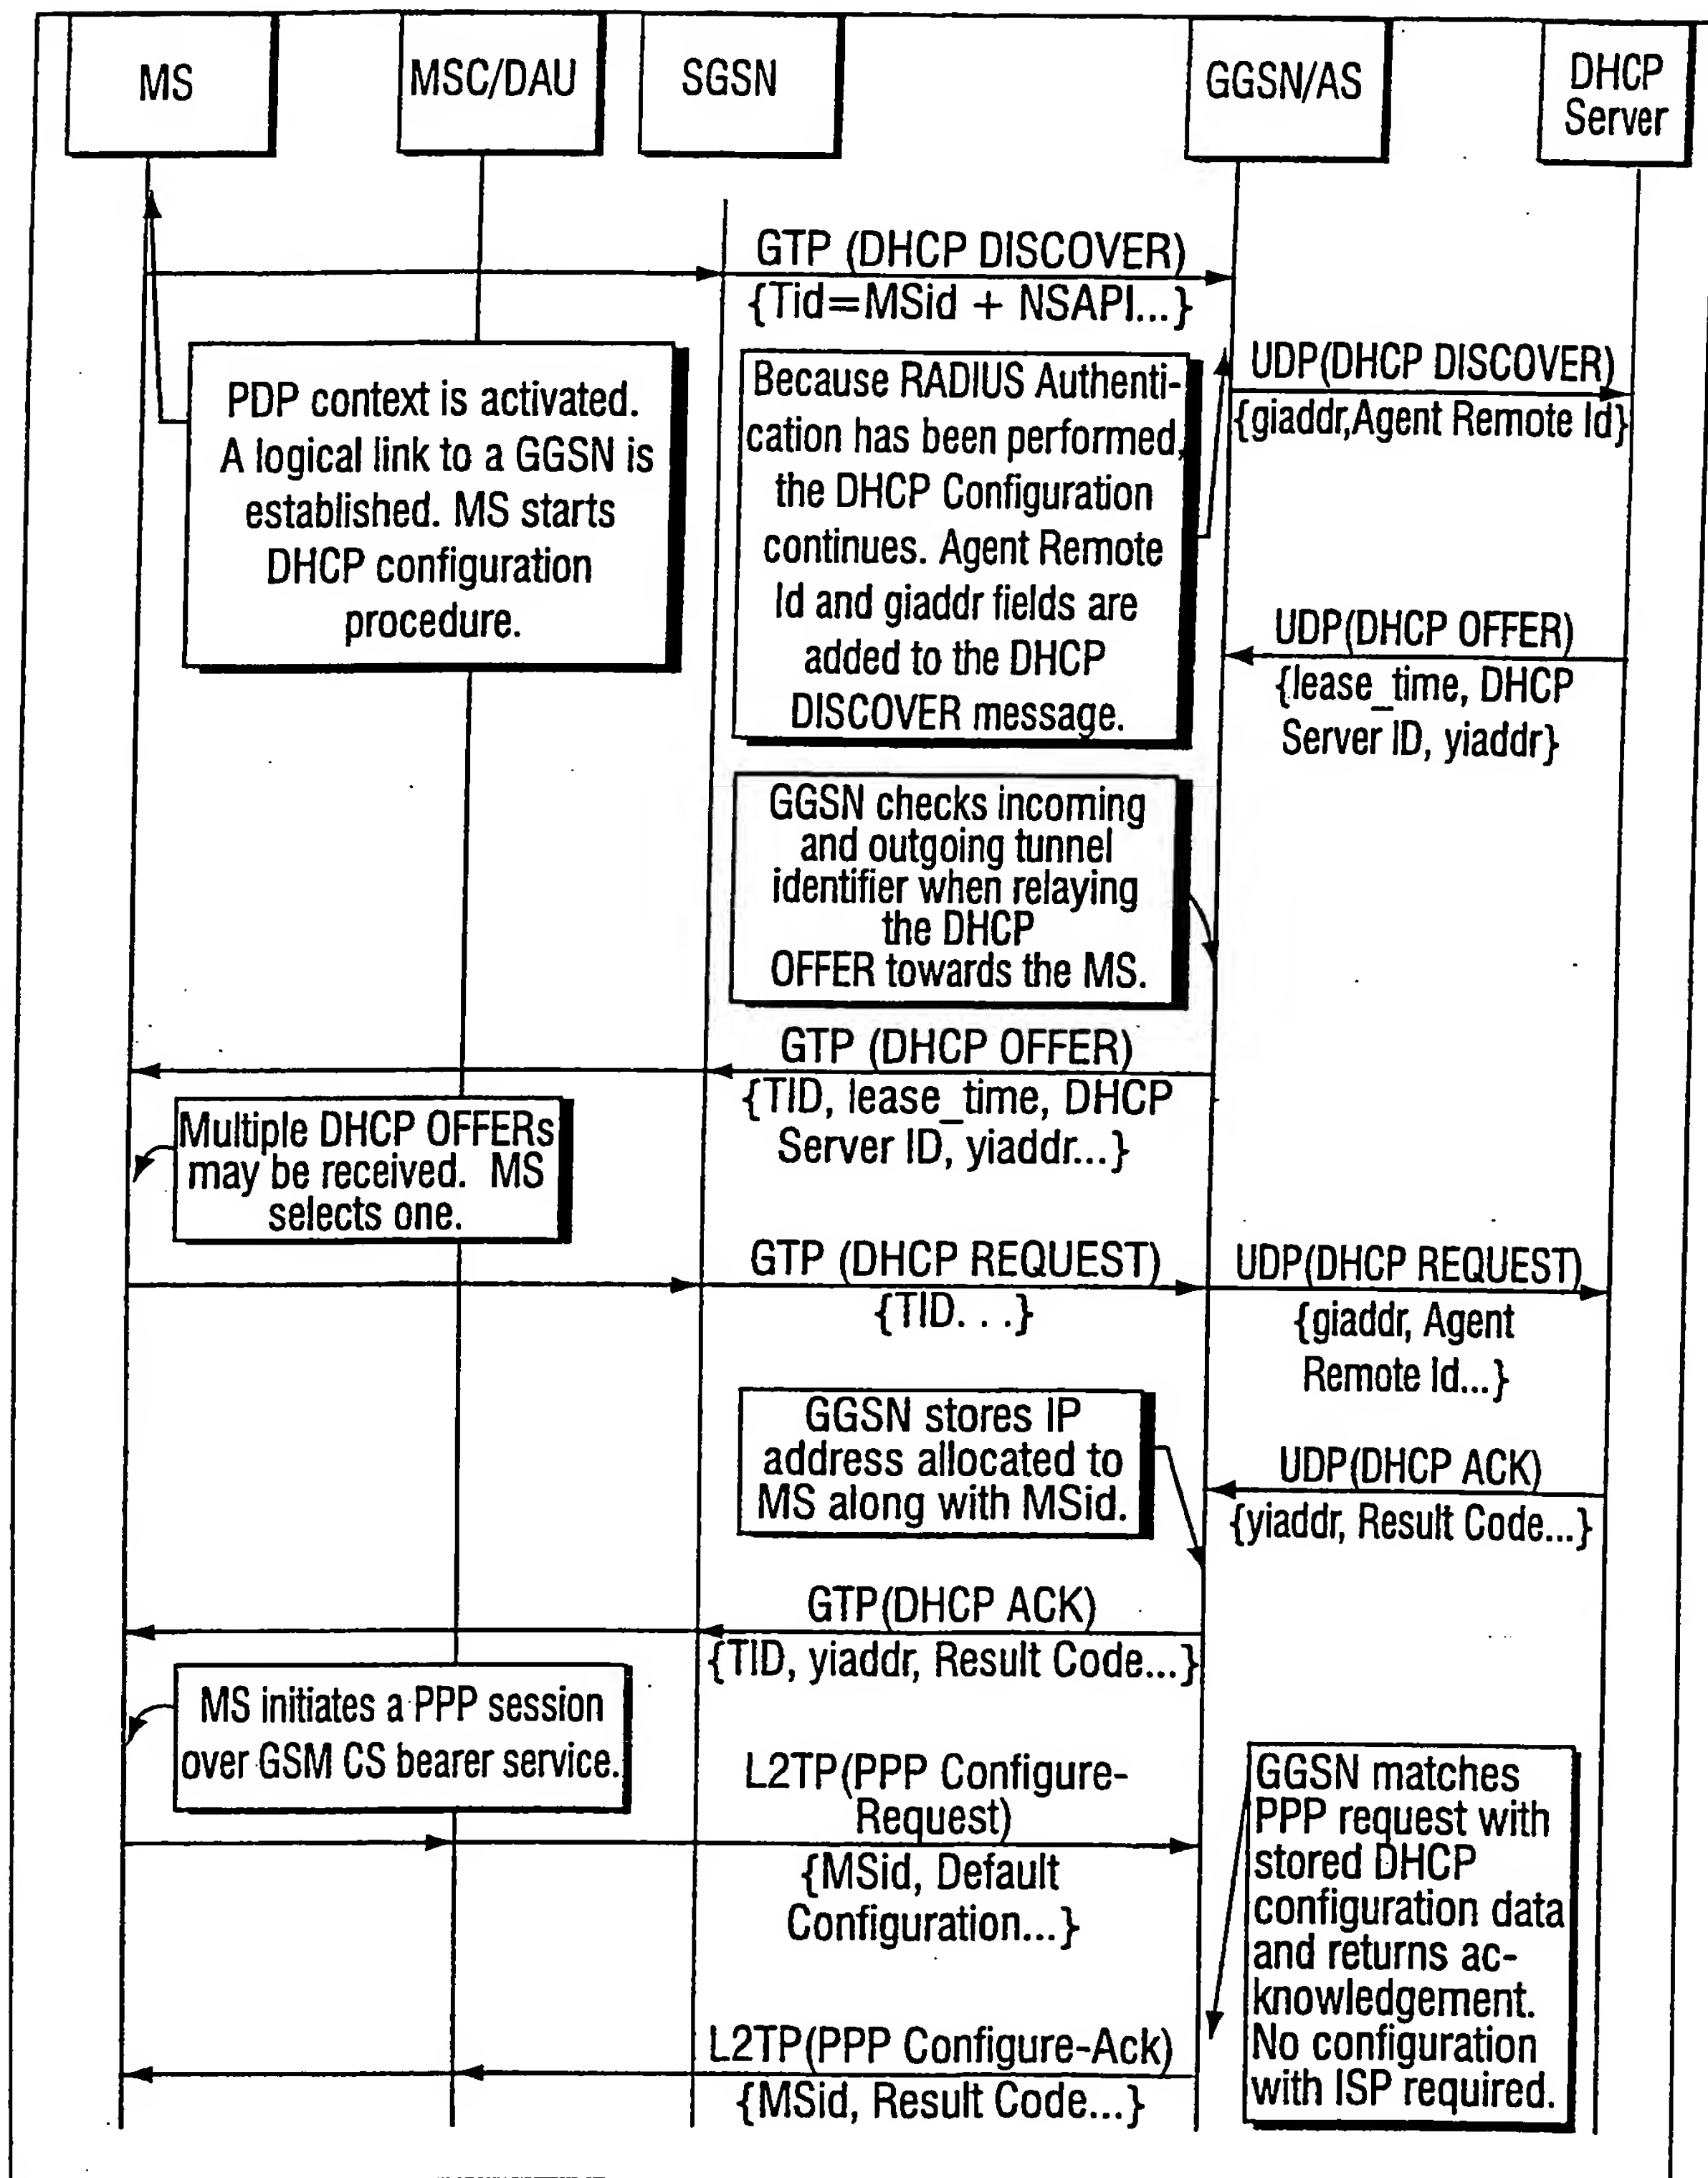 MS
MSC/DAU
SGSN
GGSN/AS
DHCP
Server
GTP (DHCP DISCOVER)
{Tid=MSid + NSAPI...}
PDP context is activated.
A logical link to a GGSN is
established. MS starts
DHCP configuration
procedure.
Because RADIUS Authenti-
cation has been performed,
the DHCP Configuration
continues. Agent Remote
Id and giaddr fields are
added to the DHCP
DISCOVER message.
UDP(DHCP DISCOVER)
{giaddr,Agent Remote Id}
UDP(DHCP OFFER)
{lease_time, DHCP
Server ID, yiaddr}
GGSN checks incoming
and outgoing tunnel
identifier when relaying
the DHCP
OFFER towards the MS.
GTP (DHCP OFFER)
{TID, lease_time, DHCP
Server ID, yiaddr...}
Multiple DHCP OFFERs
may be received. MS
selects one.
GTP (DHCP REQUEST)
{TID. . .}
UDP(DHCP REQUEST)
{giaddr, Agent
Remote Id...}
GGSN stores IP
address allocated to
MS along with MSid.
UDP(DHCP ACK)
{yiaddr, Result Code...}
GTP(DHCP ACK)
{TID, yiaddr, Result Code...}
MS initiates a PPP session
over GSM CS bearer service.
L2TP(PPP Configure-
Request)
{MSid, Default
Configuration...}
GGSN matches
PPP request with
stored DHCP
configuration data
and returns ac-
knowledgement.
No configuration
with ISP required.
L2TP(PPP Configure-Ack)
{MSid, Result Code...}